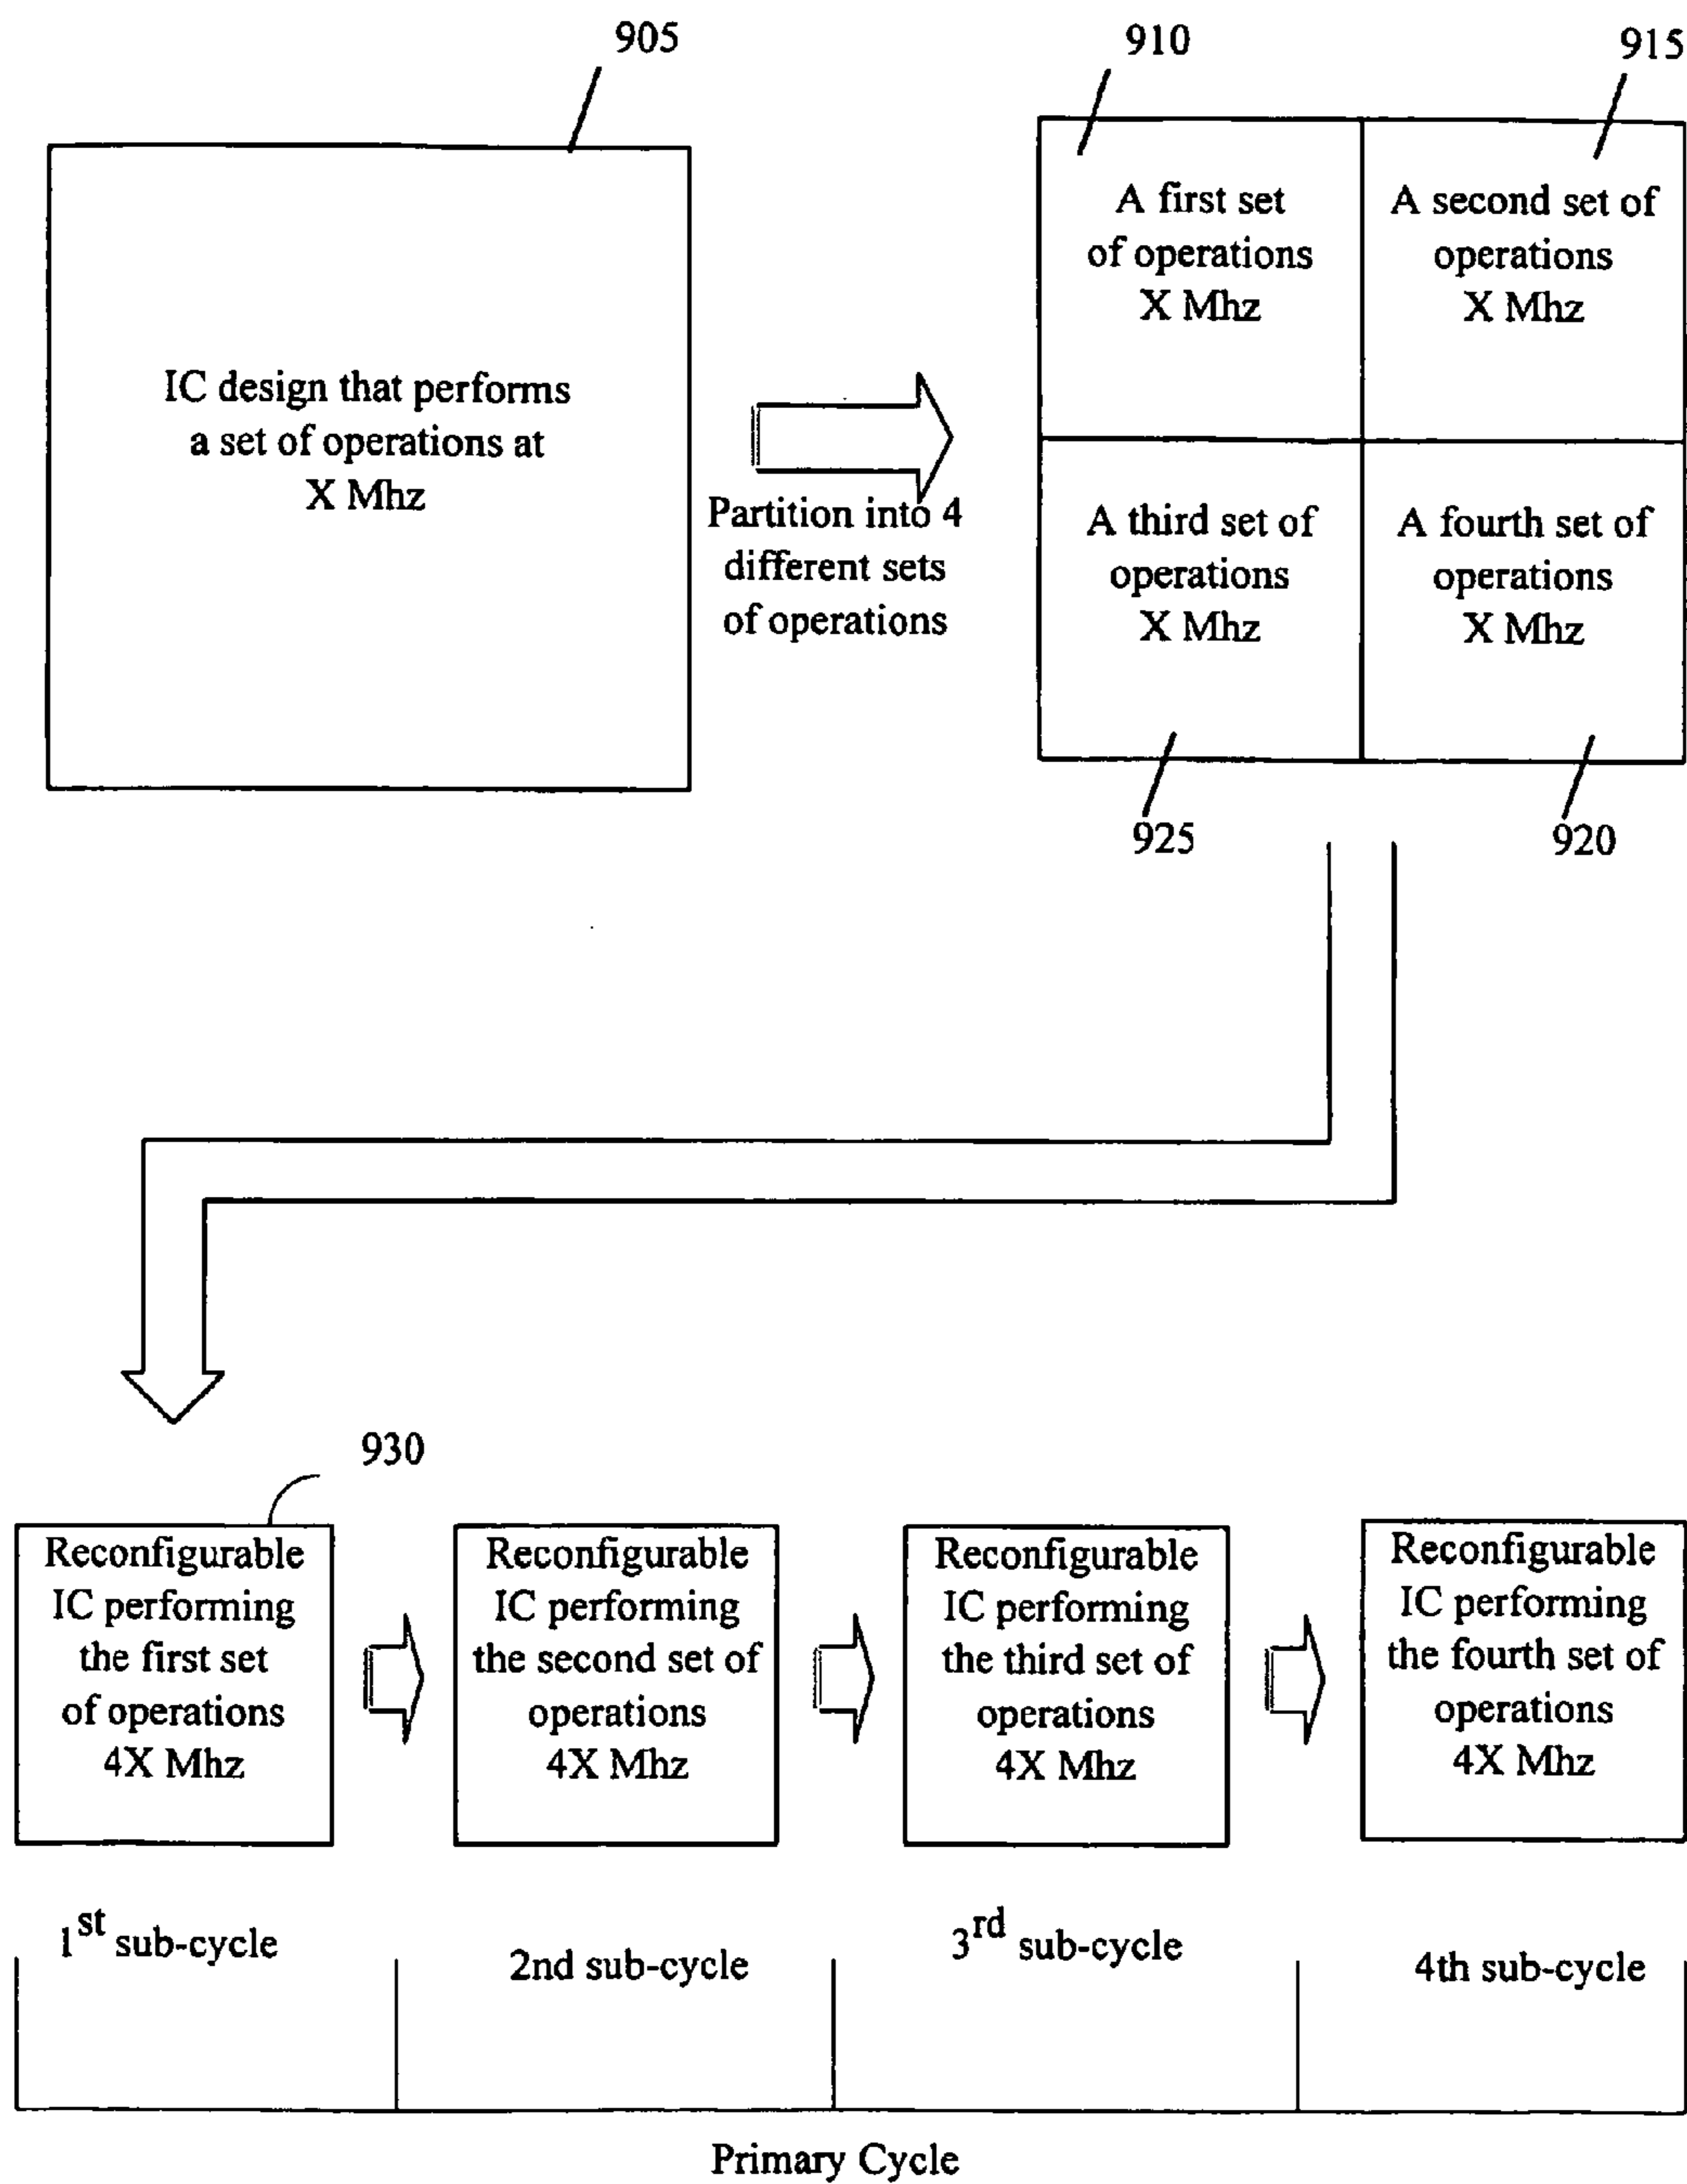 905
910
915
IC design that performs
a set of operations at
X Mhz
Partition into 4
different sets
of operations
A first set
of operations
X Mhz
A second set of
operations
X Mhz
A third set of
operations
X Mhz
A fourth set of
operations
X Mhz
925
920
930
Reconfigurable
IC performing
the first set
of operations
4X Mhz
Reconfigurable
IC performing
the second set of
operations
4X Mhz
Reconfigurable
IC performing
the third set of
operations
4X Mhz
Reconfigurable
IC performing
the fourth set of
operations
4X Mhz
1st sub-cycle
2nd sub-cycle
3rd sub-cycle
4th sub-cycle
Primary Cycle